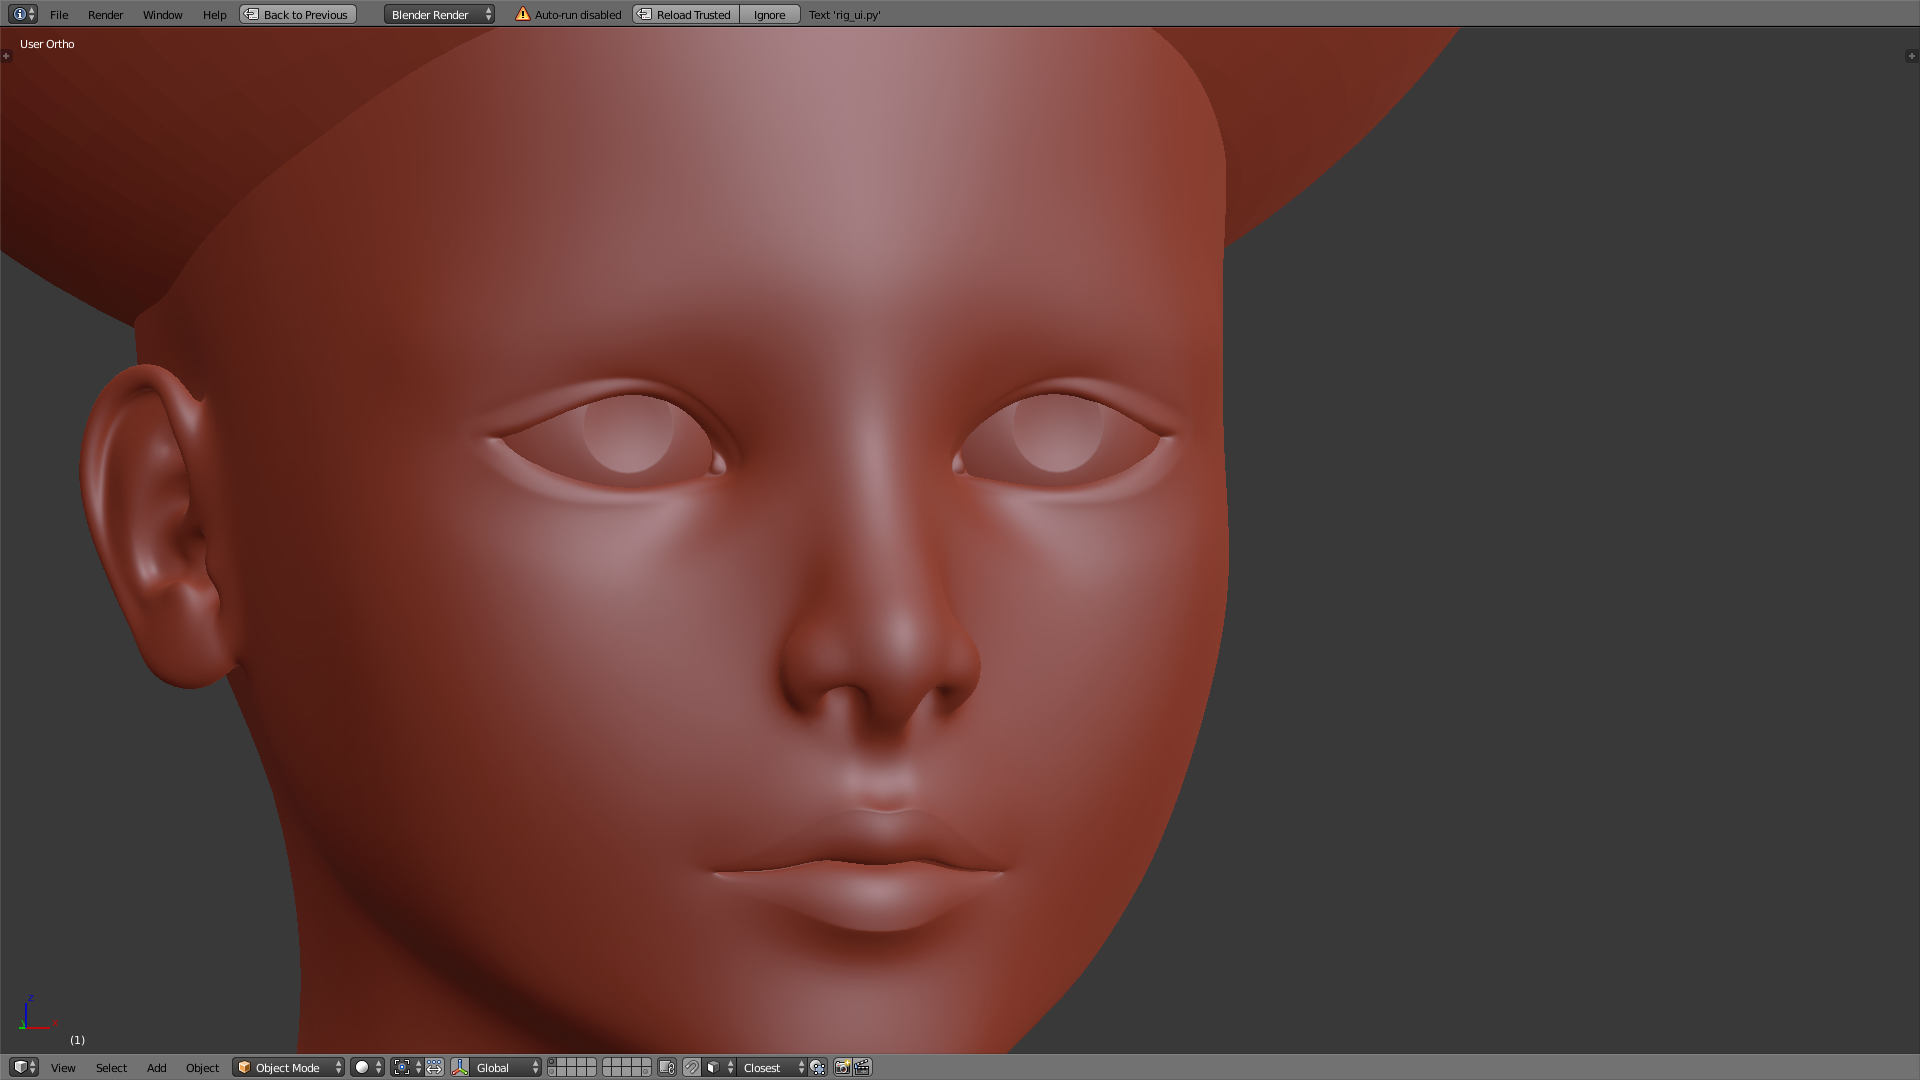 File Render Window Help Back to Previous Blender Render Auto-run disabled Reload Trusted Ignore Text 'rig_ui.py'
User Ortho
z
(1)
View Select Add Object Object Mode Global Closest